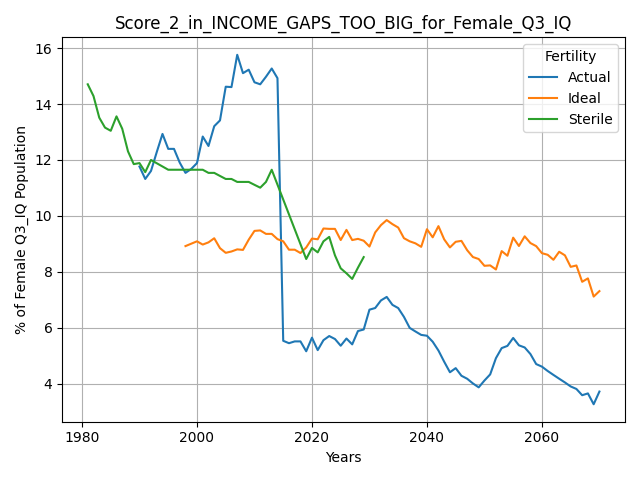 Score_2_in_INCOME_GAPS_TOO_BIG_for_Female_Q3_IQ
Fertility
Actual
Ideal
Sterile
% of Female Q3_IQ Population
16
14
12
10
8
6
4
1980 2000 2020 2040 2060
Years